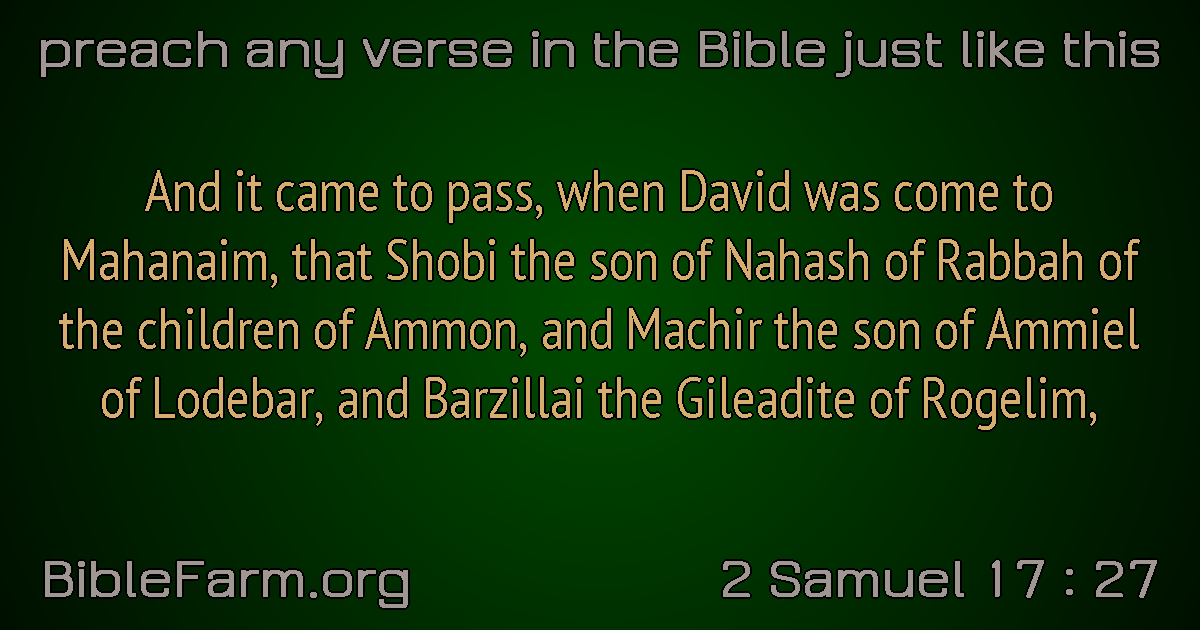 preach any verse in the Bible just like this
And it came to pass, when David was come to
Mahanaim, that Shobi the son of Nahash of Rabbah of
the children of Ammon, and Machir the son of Ammiel
of Lodebar, and Barzillai the Gileadite of Rogelim,
BibleFarm.org
2 Samuel 17 : 27